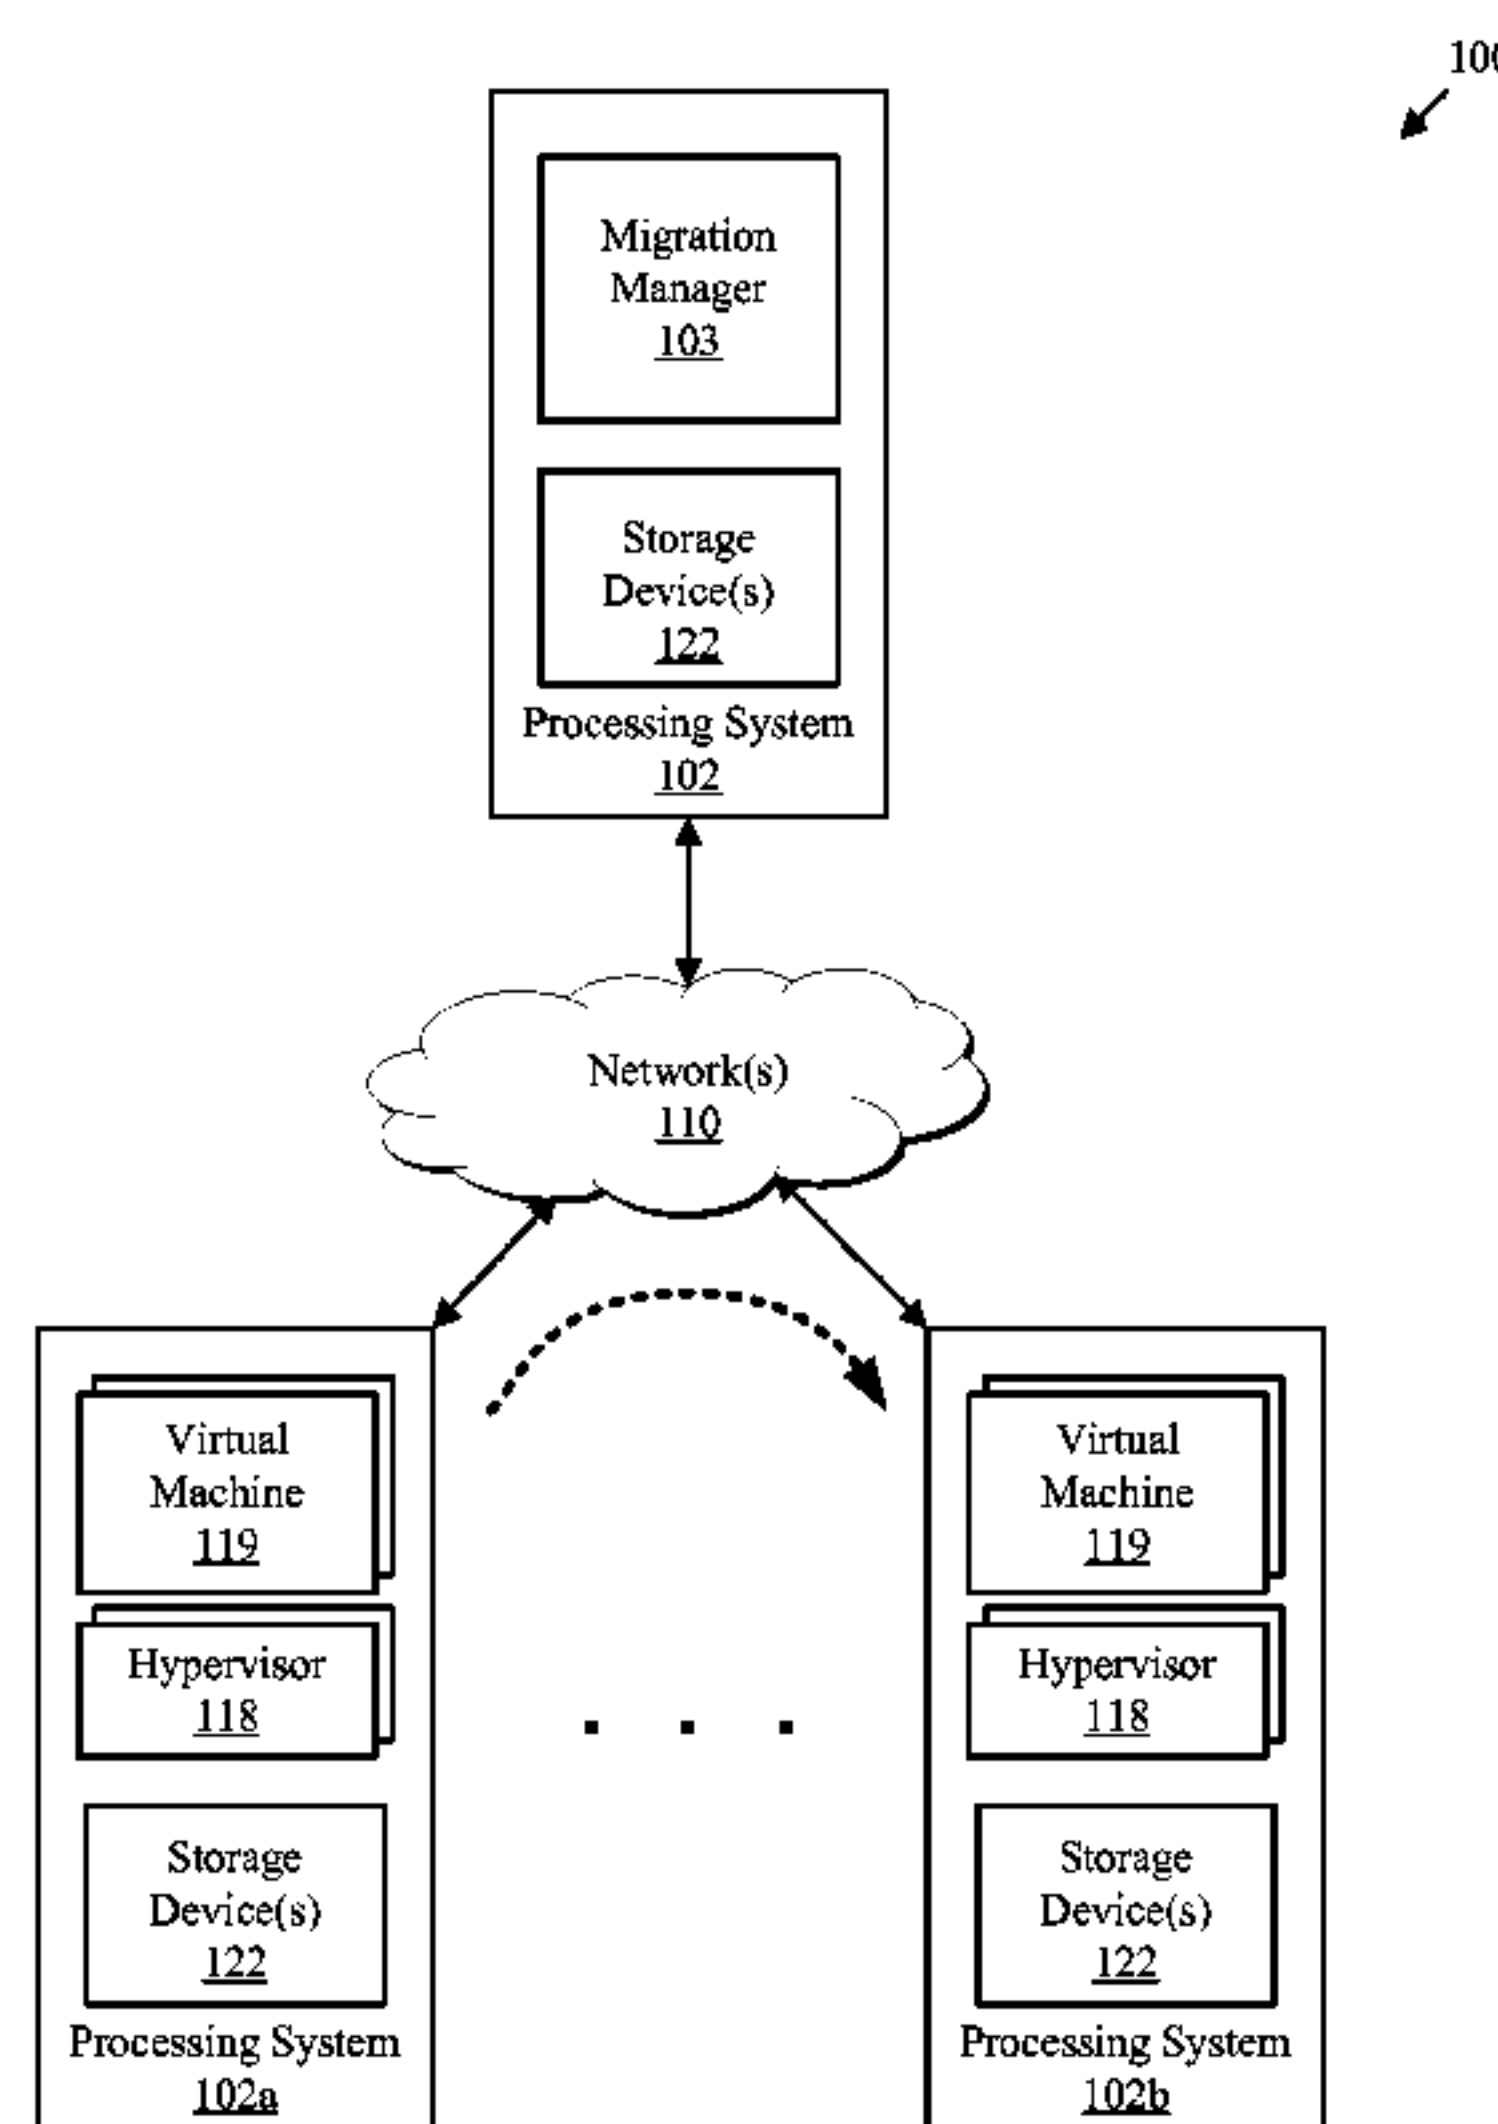 100
Migration
Manager
103
Storage
Device(s)
122
Processing System
102
Network(s)
110
Virtual
Machine
119
Hypervisor
118
Storage
Device(s)
122
Processing System
102a
. . .
Virtual
Machine
119
Hypervisor
118
Storage
Device(s)
122
Processing System
102b